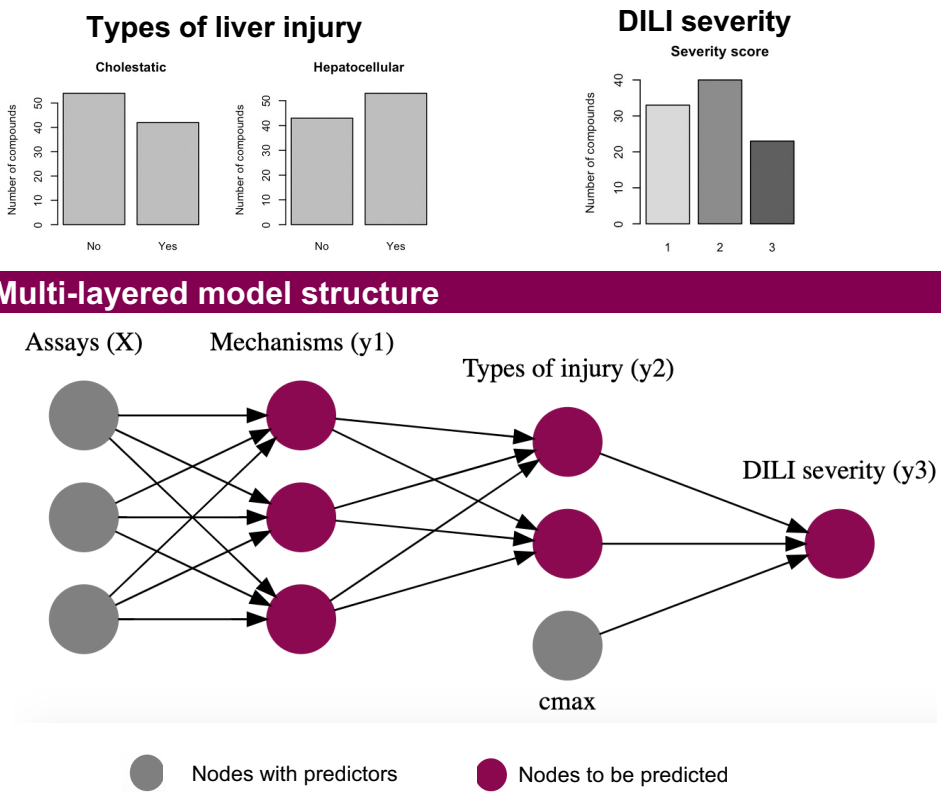 Types of liver injury
DILI severity
Cholestatic
Hepatocellular
Severity score
Number of compounds
0 10 20 30 40 50
No Yes
Number of compounds
0 10 20 30 40 50
No Yes
Number of compounds
0 10 20 30 40
1 2 3
Multi-layered model structure
Assays (X)
Mechanisms (y1)
Types of injury (y2)
DILI severity (y3)
cmax
Nodes with predictors
Nodes to be predicted